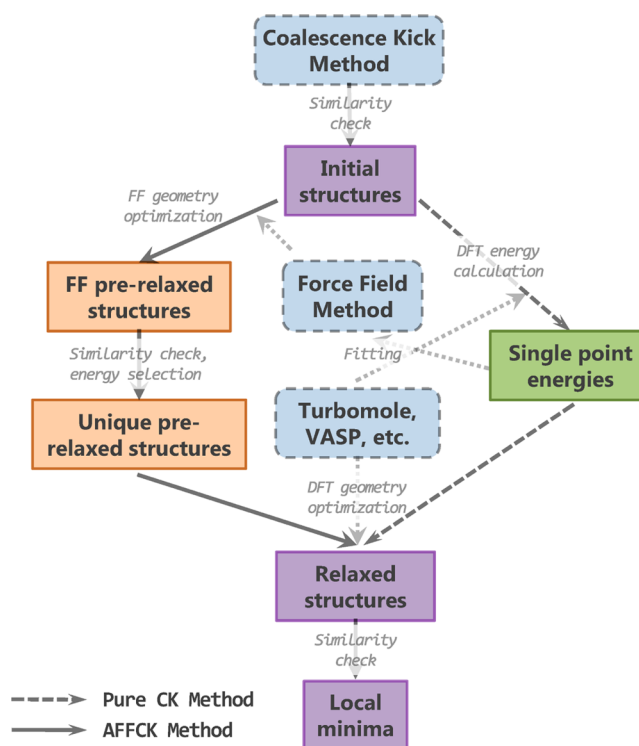 Coalescence Kick
Method
Similarity
check
Initial
structures
FF geometry
optimization
DFT energy
calculation
FF pre-relaxed
structures
Force Field
Method
Similarity check,
energy selection
Fitting
Single point
energies
Unique pre-
relaxed structures
Turbomole,
VASP, etc.
DFT geometry
optimization
Relaxed
structures
Similarity
check
Pure CK Method
AFFCK Method
Local
minima